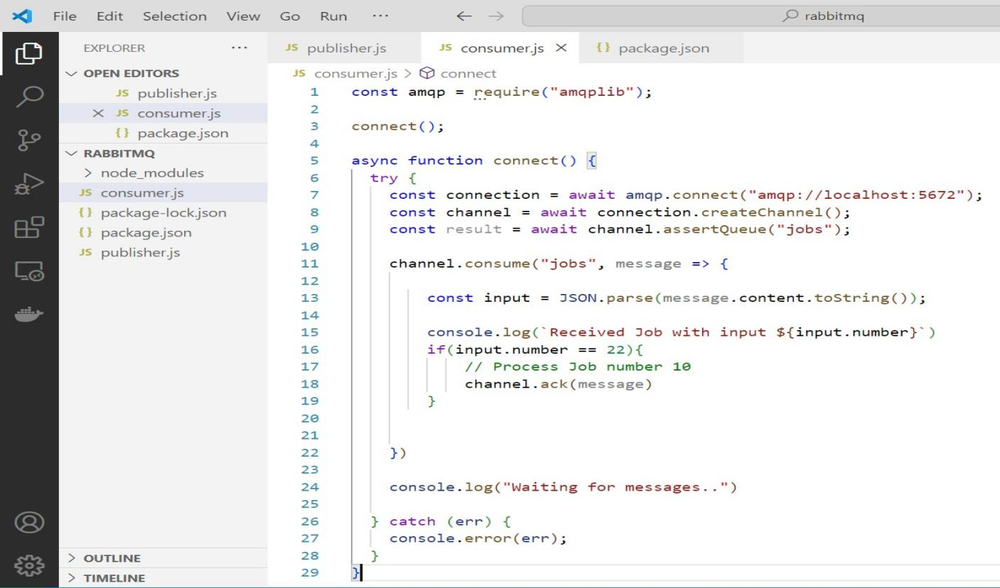 File Edit Selection View Go Run ··· rabbitmq
EXPLORER ···
OPEN EDITORS
JS publisher.js
JS consumer.js
{} package.json
RABBITMQ
node_modules
JS consumer.js
{} package-lock.json
{} package.json
JS publisher.js
OUTLINE
TIMELINE
JS publisher.js JS consumer.js {} package.json
JS consumer.js > connect
1 const amqp = require("amqplib");
2
3 connect();
4
5 async function connect() {
6 try {
7 const connection = await amqp.connect("amqp://localhost:5672");
8 const channel = await connection.createChannel();
9 const result = await channel.assertQueue("jobs");
10
11 channel.consume("jobs", message => {
12
13 const input = JSON.parse(message.content.toString());
14
15 console.log(`Received Job with input ${input.number}`)
16 if(input.number == 22){
17 // Process Job number 10
18 channel.ack(message)
19 }
20
21
22 })
23
24 console.log("Waiting for messages..")
25
26 } catch (err) {
27 console.error(err);
28 }
29 }